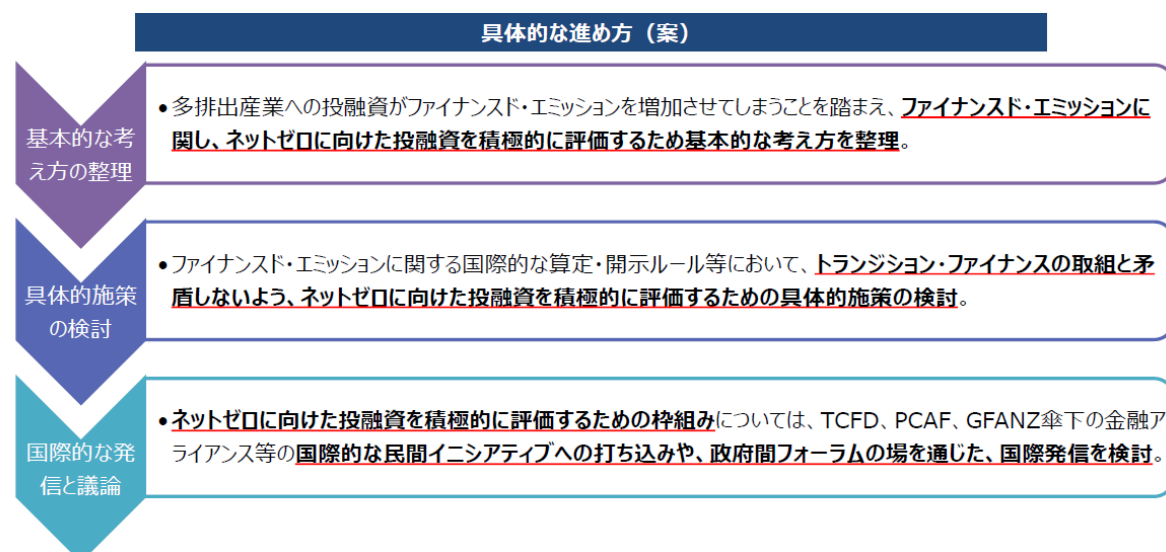 具体的な進め方（案）
基本的な考
え方の整理
•多排出産業への投融資がファイナンスド・エミッションを増加させてしまうことを踏まえ、ファイナンスド・エミッションに
関し、ネットゼロに向けた投融資を積極的に評価するため基本的な考え方を整理。
具体的施策
の検討
•ファイナンスド・エミッションに関する国際的な算定・開示ルール等において、トランジション・ファイナンスの取組と矛
盾しないよう、ネットゼロに向けた投融資を積極的に評価するための具体的施策の検討。
国際的な発
信と議論
•ネットゼロに向けた投融資を積極的に評価するための枠組みについては、TCFD、PCAF、GFANZ傘下の金融ア
ライアンス等の国際的な民間イニシアティブへの打ち込みや、政府間フォーラムの場を通じた、国際発信を検討。